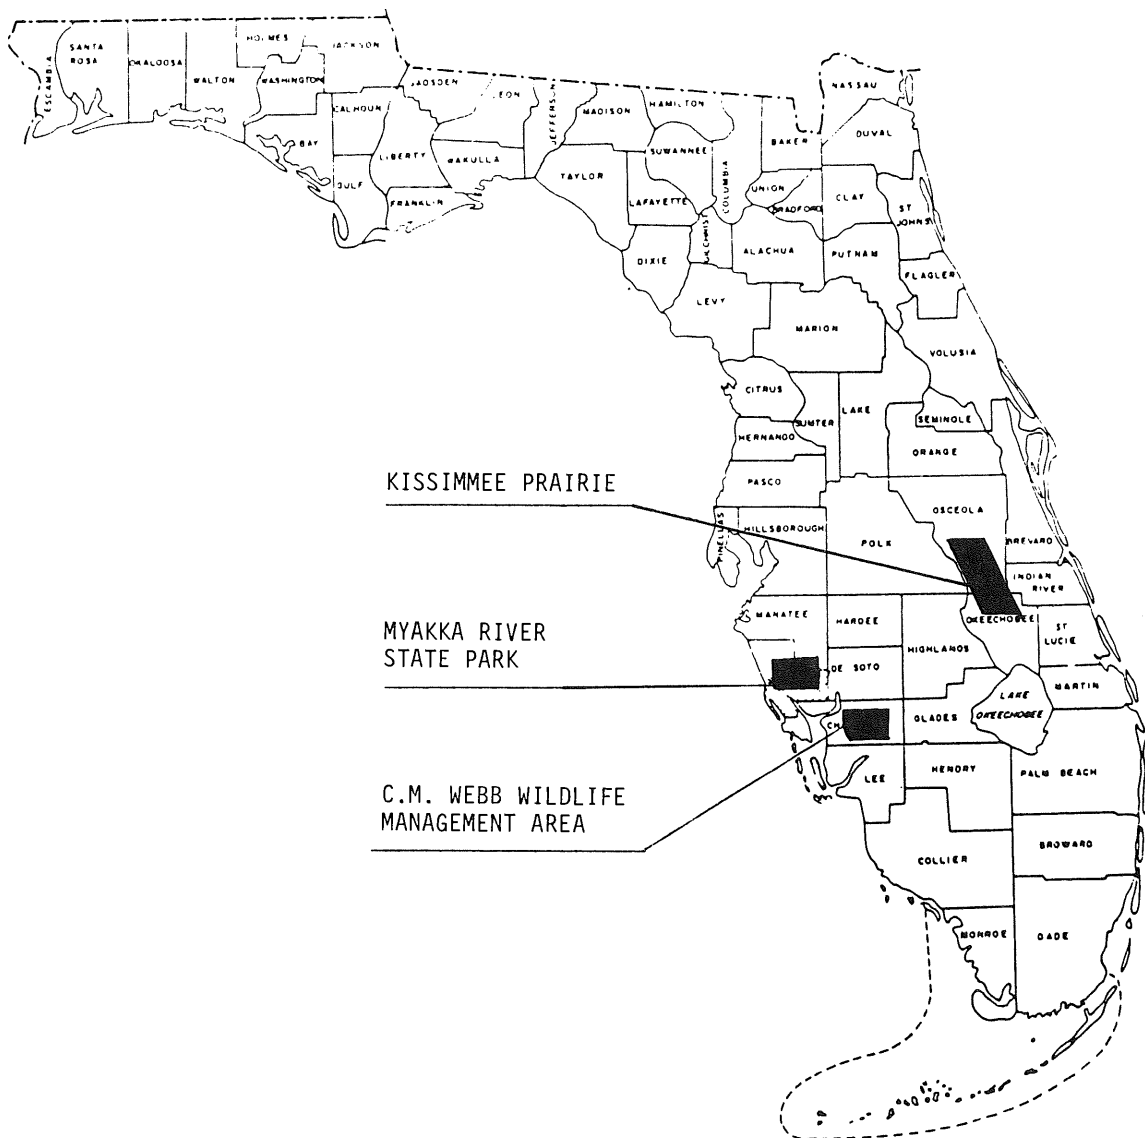 HOLMES
JACKSON
SANTA
ROSA
OKALOOSA
WALTON
WASHINGTON
ESCAMBIA
CALHOUN
BAY
GULF
LIBERTY
FRANKLIN
GADSDEN
LEON
WAKULLA
JEFFERSON
MADISON
HAMILTON
TAYLOR
SUWANNEE
LAFAYETTE
COLUMBIA
BAKER
NASSAU
DUVAL
UNION
BRADFORD
CLAY
ST
JOHNS
DIXIE
GILCHRIST
ALACHUA
PUTNAM
FLAGLER
LEVY
MARION
VOLUSIA
CITRUS
SUMTER
LAKE
SEMINOLE
HERNANDO
ORANGE
PASCO
OSCEOLA
PINELLAS
HILLSBOROUGH
POLK
BREVARD
INDIAN
RIVER
MANATEE
HARDEE
OKEECHOBEE
ST
LUCIE
HIGHLANDS
DE SOTO
MARTIN
LAKE
OKEECHOBEE
CH
GLADES
LEE
HENDRY
PALM BEACH
COLLIER
BROWARD
MONROE
DADE
KISSIMMEE PRAIRIE
MYAKKA RIVER
STATE PARK
C.M. WEBB WILDLIFE
MANAGEMENT AREA